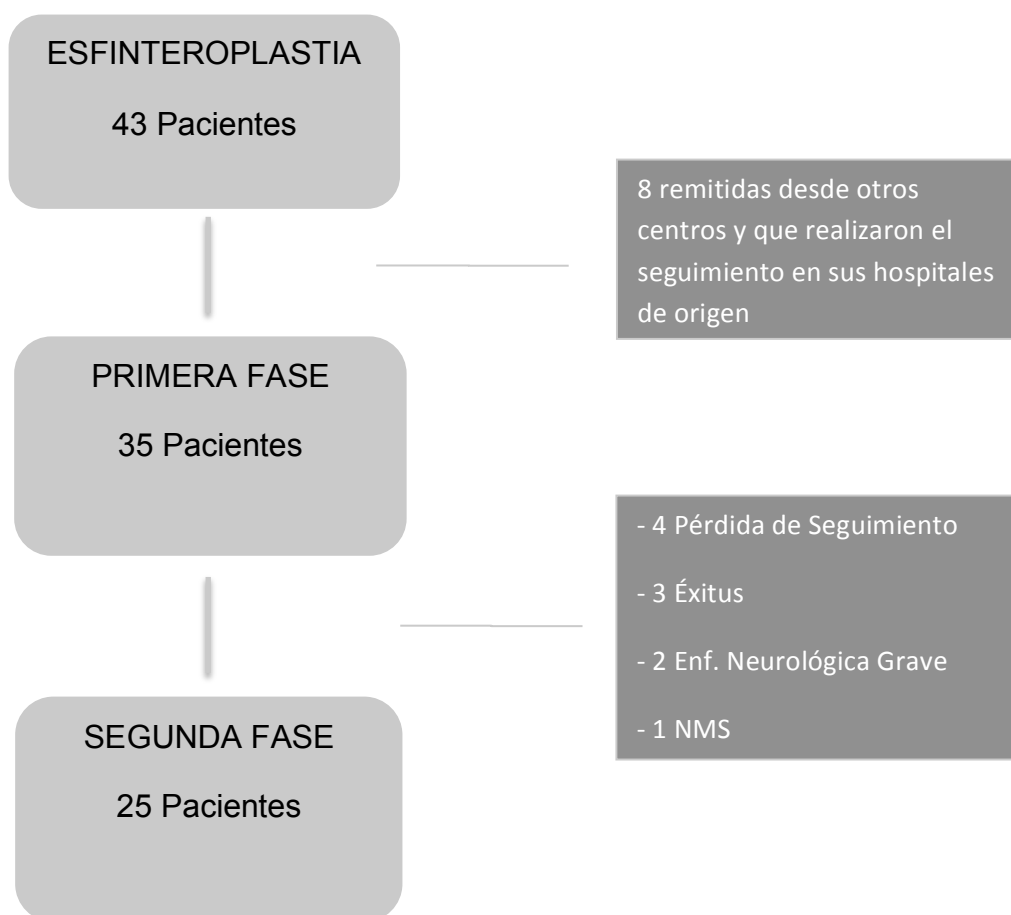 ESFINTEROPLASTIA
43 Pacientes
8 remitidas desde otros
centros y que realizaron el
seguimiento en sus hospitales
de origen
PRIMERA FASE
35 Pacientes
- 4 Pérdida de Seguimiento
- 3 Éxitus
- 2 Enf. Neurológica Grave
- 1 NMS
SEGUNDA FASE
25 Pacientes